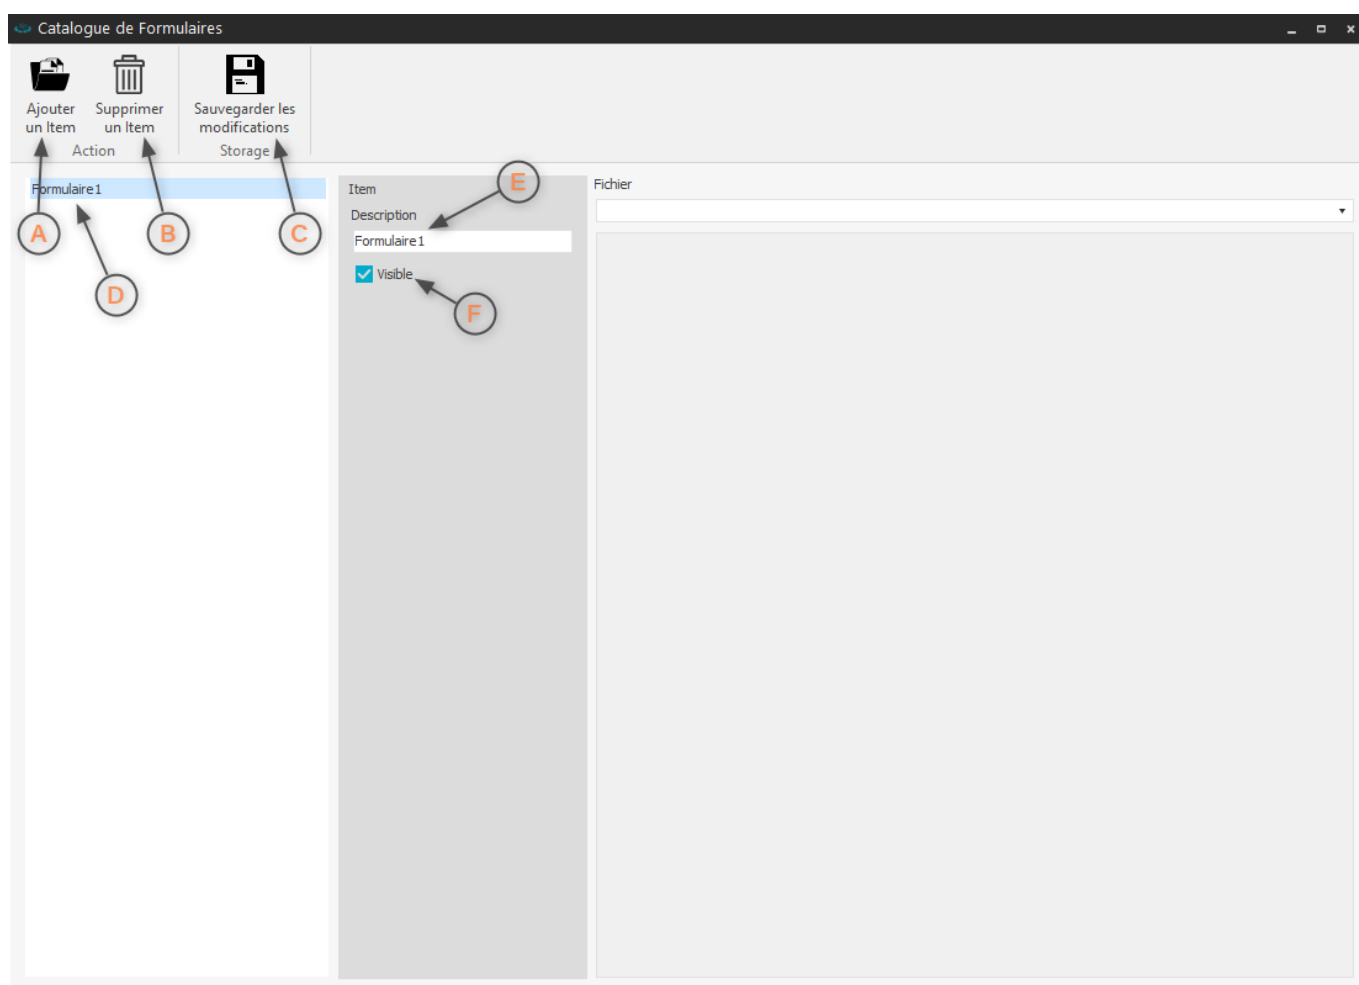 Catalogue de Formulaires
Ajouter
un Item
Supprimer
un Item
Sauvegarder les
modifications
Action
Storage
Formulaire1
Item
Description
Formulaire1
Visible
Fichier
A
B
C
D
E
F